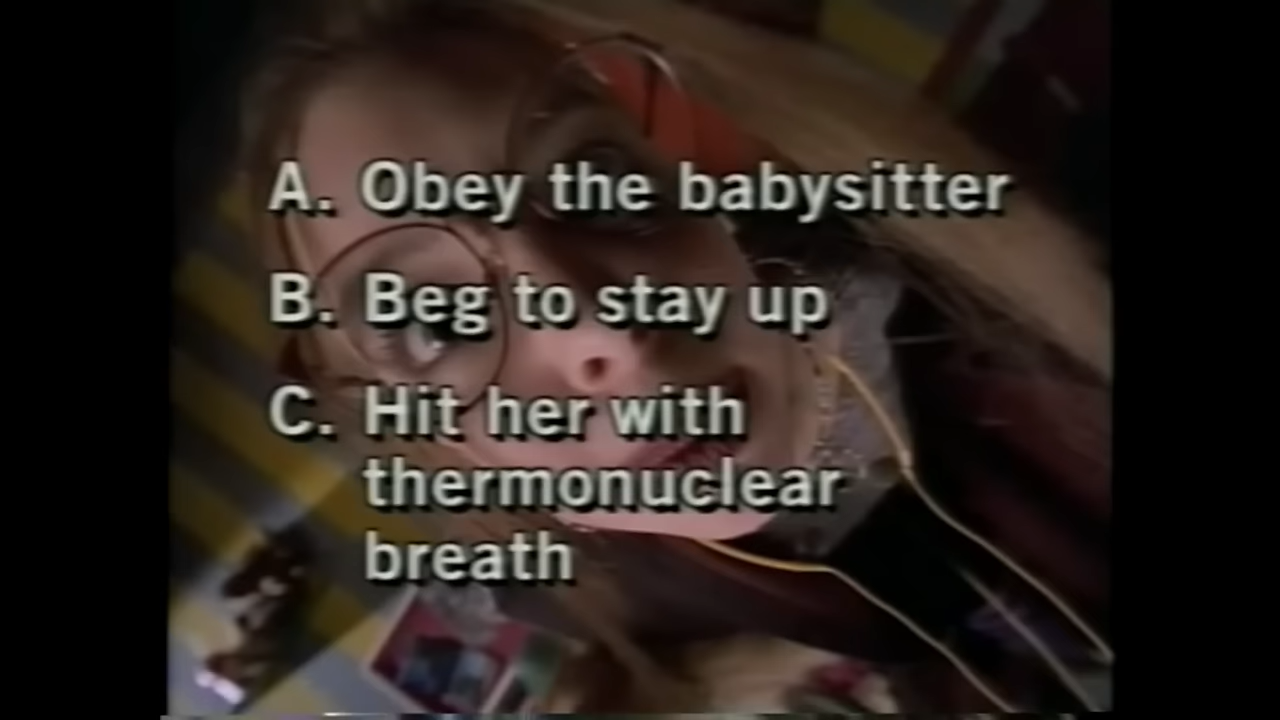 A. Obey the babysitter
B. Beg to stay up
C. Hit her with
thermonuclear
breath